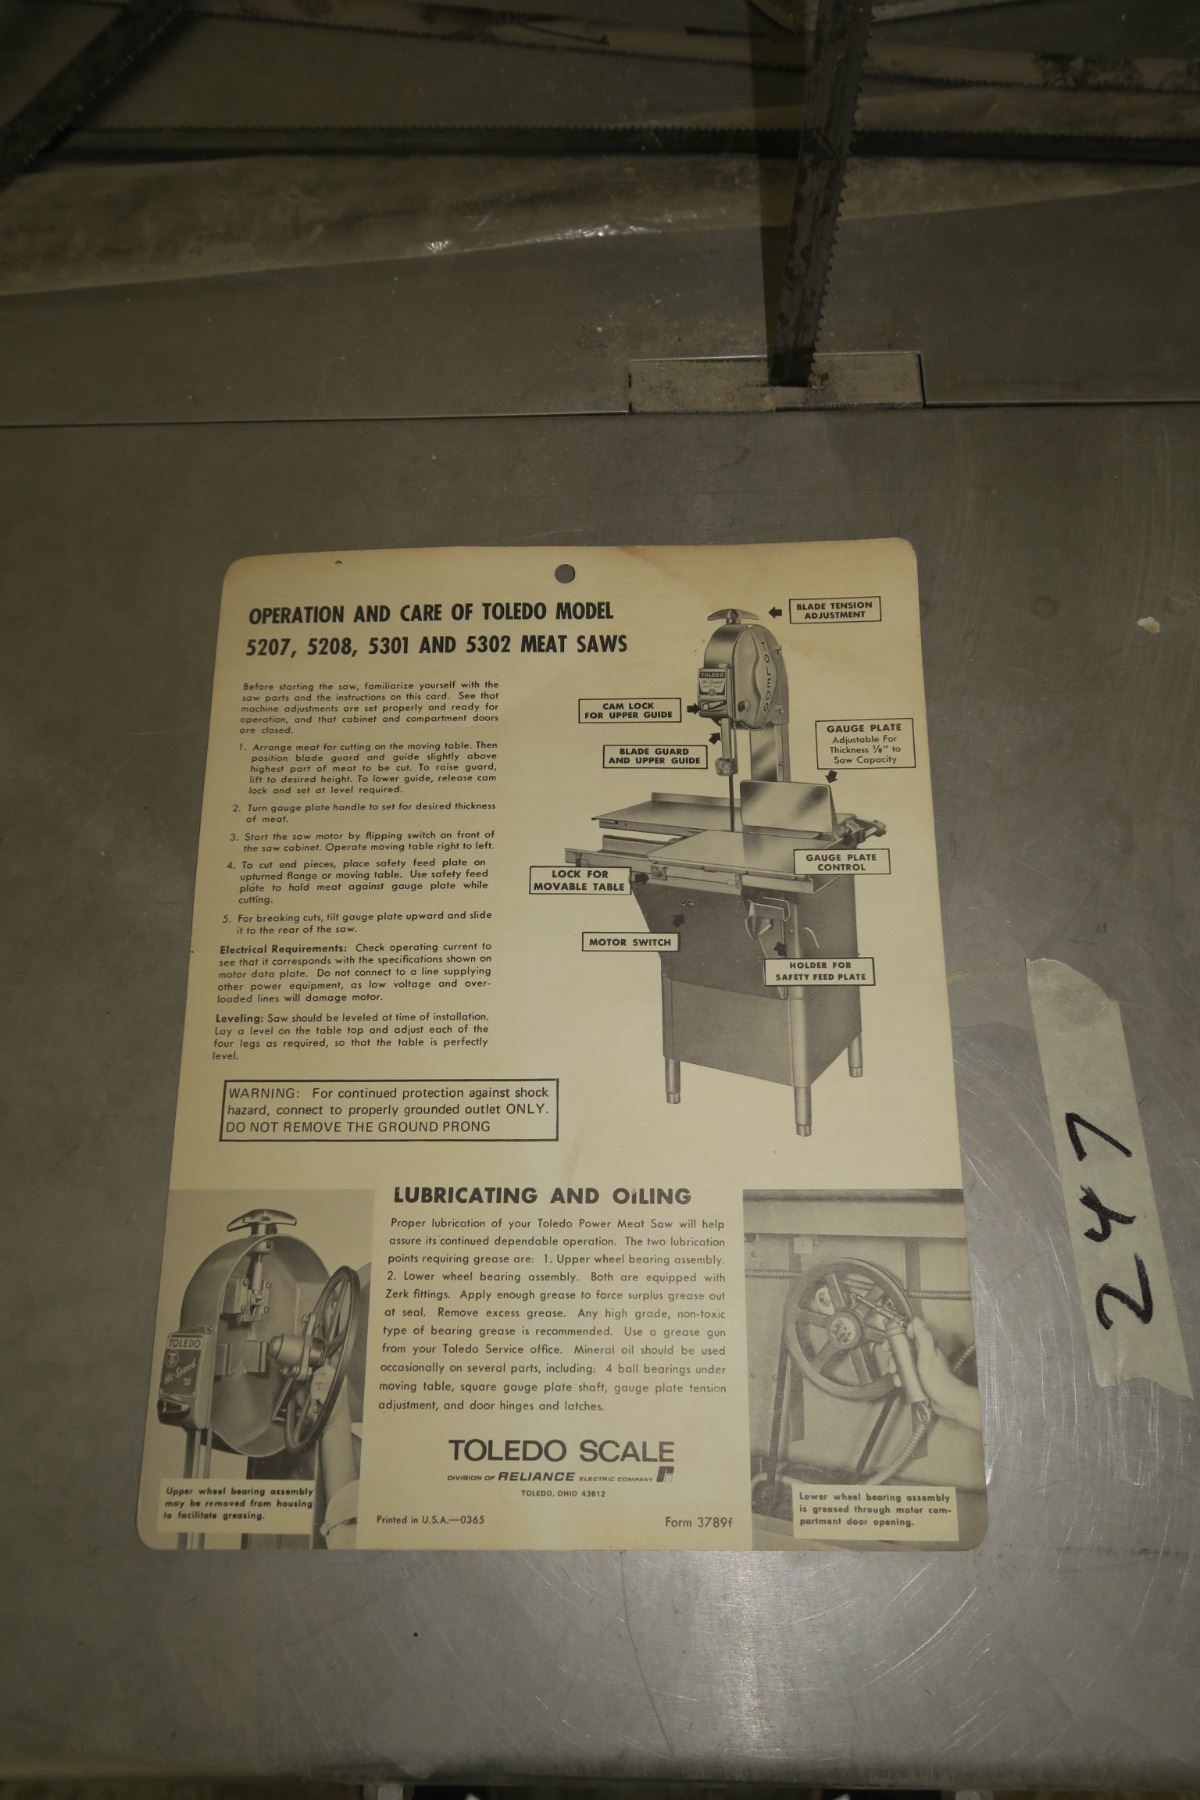 OPERATION AND CARE OF TOLEDO MODEL
5207, 5208, 5301 AND 5302 MEAT SAWS
Before starting the saw, familiarize yourself with the
saw parts and the instructions on this card. See that
machine adjustments are set properly and ready for
operation, and that cabinet and compartment doors
are closed.
1. Arrange meat for cutting on the moving table. Then
position blade guard and guide slightly above
highest part of meat to be cut. To raise guard,
lift to desired height. To lower guide, release cam
lock and set at level required.
2. Turn gauge plate handle to set for desired thickness
of meat.
3. Start the saw motor by flipping switch on front of
the saw cabinet. Operate moving table right to left.
4. To cut end pieces, place safety feed plate on
upturned flange or moving table. Use safety feed
plate to hold meat against gauge plate while
cutting.
5. For breaking cuts, tilt gauge plate upward and slide
it to the rear of the saw.
Electrical Requirements: Check operating current to
see that it corresponds with the specifications shown on
motor data plate. Do not connect to a line supplying
other power equipment, as low voltage and over-
loaded lines will damage motor.
Leveling: Saw should be leveled at time of installation.
Lay a level on the table top and adjust each of the
four legs as required, so that the table is perfectly
level.
WARNING: For continued protection against shock
hazard, connect to properly grounded outlet ONLY.
DO NOT REMOVE THE GROUND PRONG
BLADE TENSION
ADJUSTMENT
TOLEDO
TOLEDO
Hi-Speed
CAM LOCK
FOR UPPER GUIDE
GAUGE PLATE
Adjustable For
Thickness 1/8" to
Saw Capacity
BLADE GUARD
AND UPPER GUIDE
GAUGE PLATE
CONTROL
LOCK FOR
MOVABLE TABLE
MOTOR SWITCH
HOLDER FOR
SAFETY FEED PLATE
LUBRICATING AND OILING
Proper lubrication of your Toledo Power Meat Saw will help
assure its continued dependable operation. The two lubrication
points requiring grease are: 1. Upper wheel bearing assembly.
2. Lower wheel bearing assembly. Both are equipped with
Zerk fittings. Apply enough grease to force surplus grease out
at seal. Remove excess grease. Any high grade, non-toxic
type of bearing grease is recommended. Use a grease gun
from your Toledo Service office. Mineral oil should be used
occasionally on several parts, including: 4 ball bearings under
moving table, square gauge plate shaft, gauge plate tension
adjustment, and door hinges and latches.
TOLEDO
Hi-Speed
Upper wheel bearing assembly
may be removed from housing
to facilitate greasing.
Lower wheel bearing assembly
is greased through motor com-
partment door opening.
TOLEDO SCALE
DIVISION OF RELIANCE ELECTRIC COMPANY
TOLEDO, OHIO 43612
Printed in U.S.A.—0365
Form 3789f
247